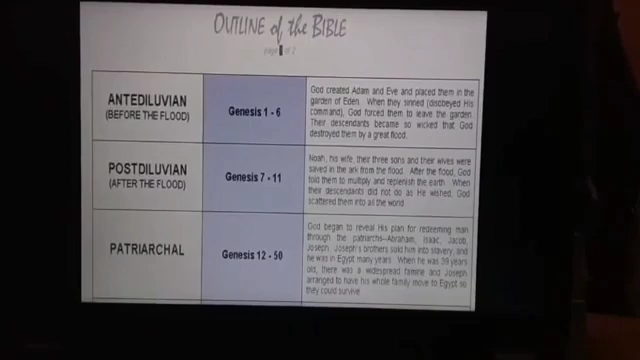 OUTLINE of the BIBLE
page of 2
ANTEDILUVIAN
(BEFORE THE FLOOD)
Genesis 1 - 6
God created Adam and Eve and placed them in the
garden of Eden. When they sinned (disobeyed His
command), God forced them to leave the garden.
Their descendants became so wicked that God
destroyed them by a great flood.
POSTDILUVIAN
(AFTER THE FLOOD)
Genesis 7 - 11
Noah, his wife, their three sons and their wives were
saved in the ark from the flood. After the flood, God
told them to multiply and replenish the earth. When
their descendants did not do as He wished, God
scattered them into all the world
PATRIARCHAL
Genesis 12 - 50
God began to reveal His plan for redeeming man
through the patriarchs--Abraham, Isaac, Jacob,
Joseph. Joseph's brothers sold him into slavery, and
he was in Egypt many years. When he was 39 years
old, there was a widespread famine and Joseph
arranged to have his whole family move to Egypt so
they could survive